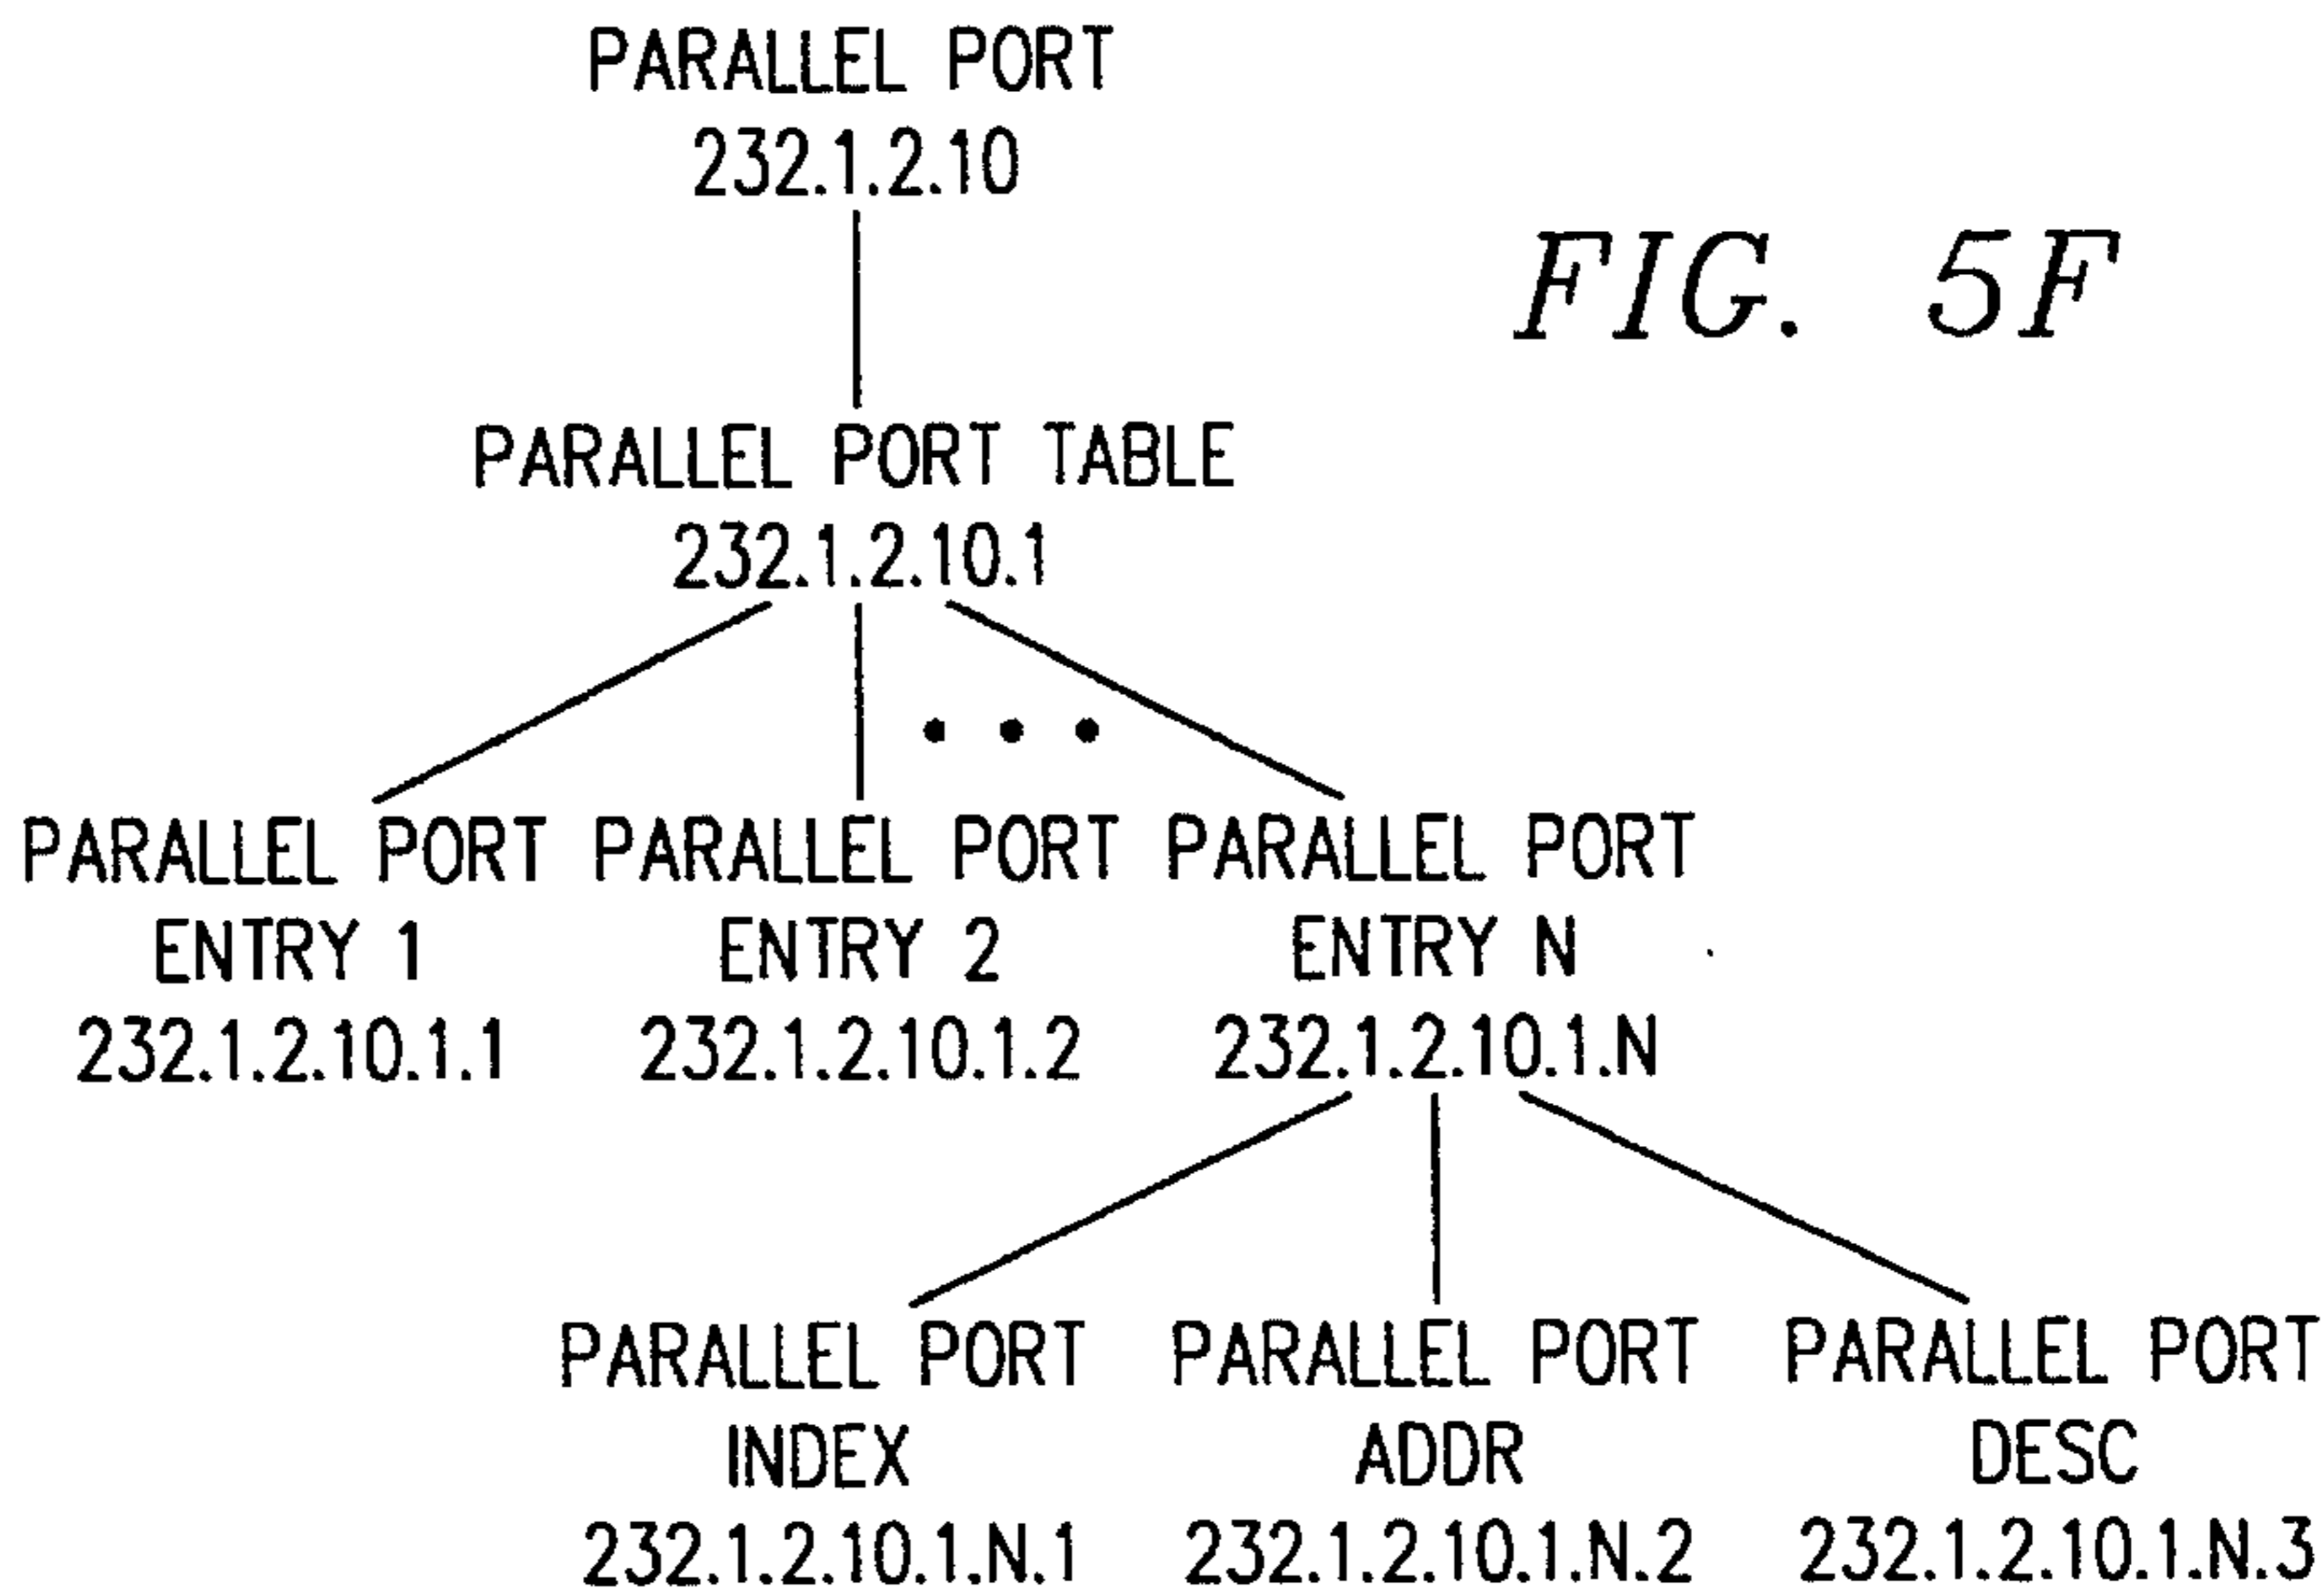 PARALLEL PORT
232.1.2.10
FIG. 5F
PARALLEL PORT TABLE
232.1.2.10.1
PARALLEL PORT
ENTRY 1
232.1.2.10.1.1
PARALLEL PORT
ENTRY 2
232.1.2.10.1.2
PARALLEL PORT
ENTRY N
232.1.2.10.1.N
PARALLEL PORT
INDEX
232.1.2.10.1.N.1
PARALLEL PORT
ADDR
232.1.2.10.1.N.2
PARALLEL PORT
DESC
232.1.2.10.1.N.3